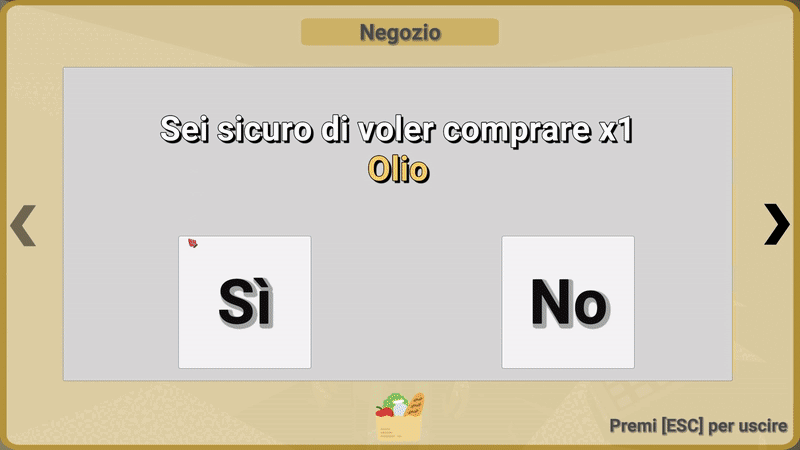 Negozio
Sei sicuro di voler comprare x1
Olio
Sì
No
Premi [ESC] per uscire